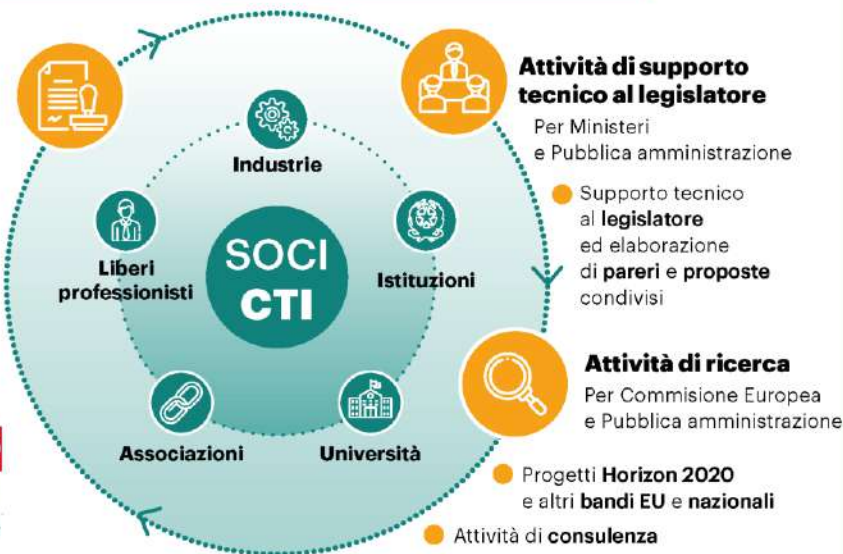 Attività di supporto
tecnico al legislatore
Per Ministeri
e Pubblica amministrazione
Supporto tecnico
al legislatore
ed elaborazione
di pareri e proposte
condivisi
Industrie
Liberi
professionisti
SOCI
CTI
Istituzioni
Associazioni
Università
Attività di ricerca
Per Commisione Europea
e Pubblica amministrazione
Progetti Horizon 2020
e altri bandi EU e nazionali
Attività di consulenza